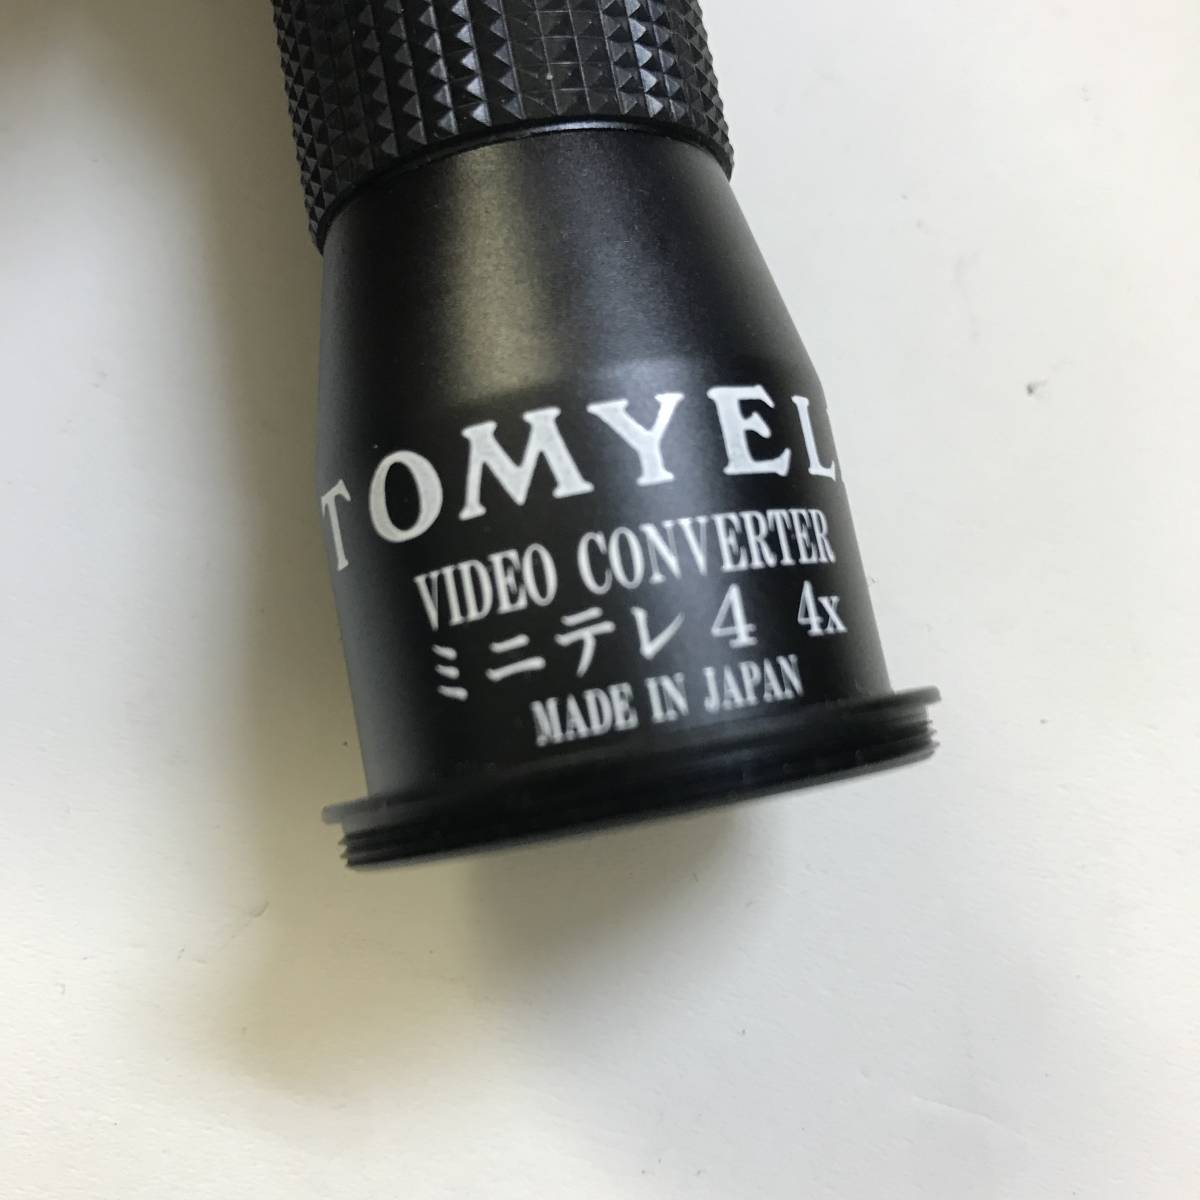 TOMYEL
VIDEO CONVERTER
ミニテレ4 4x
MADE IN JAPAN